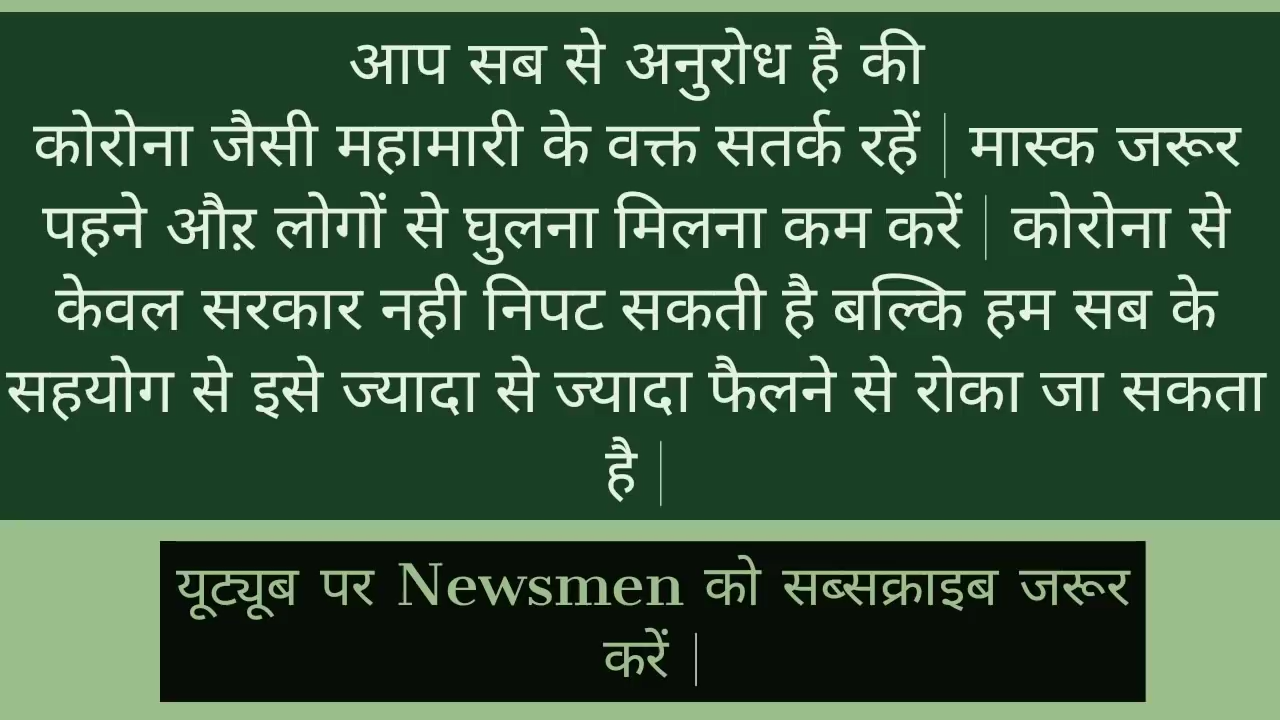 आप सब से अनुरोध है की
कोरोना जैसी महामारी के वक्त सतर्क रहें | मास्क जरूर
पहने औऱ लोगों से घुलना मिलना कम करें | कोरोना से
केवल सरकार नही निपट सकती है बल्कि हम सब के
सहयोग से इसे ज्यादा से ज्यादा फैलने से रोका जा सकता
है |
यूट्यूब पर Newsmen को सब्सक्राइब जरूर
करें |